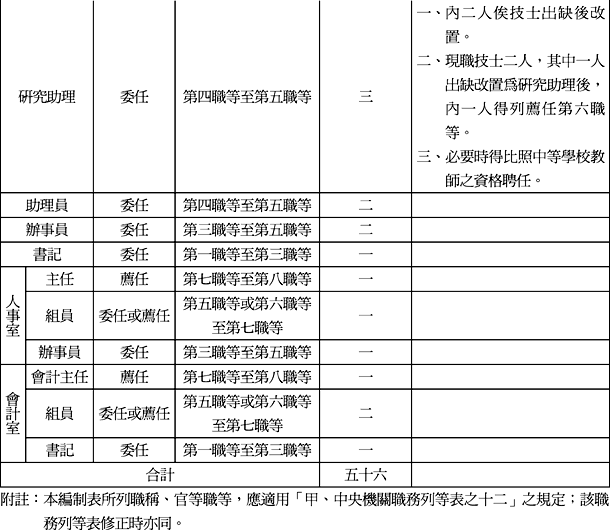 研究助理 委任 第四職等至第五職等 三
一、內二人俟技士出缺後改
置。
二、現職技士二人，其中一人
出缺改置爲研究助理後，
內一人得列薦任第六職
等。
三、必要時得比照中等學校教
師之資格聘任。
助理員 委任 第四職等至第五職等 二
辦事員 委任 第三職等至第五職等 二
書記 委任 第一職等至第三職等 一
人事室
主任 薦任 第七職等至第八職等 一
組員 委任或薦任 第五職等或第六職等
至第七職等 一
辦事員 委任 第三職等至第五職等 一
會計室
會計主任 薦任 第七職等至第八職等 一
組員 委任或薦任 第五職等或第六職等
至第七職等 二
書記 委任 第一職等至第三職等 一
合計 五十六
附註：本編制表所列職稱、官等職等，應適用「甲、中央機關職務列等表之十二」之規定；該職
務列等表修正時亦同。